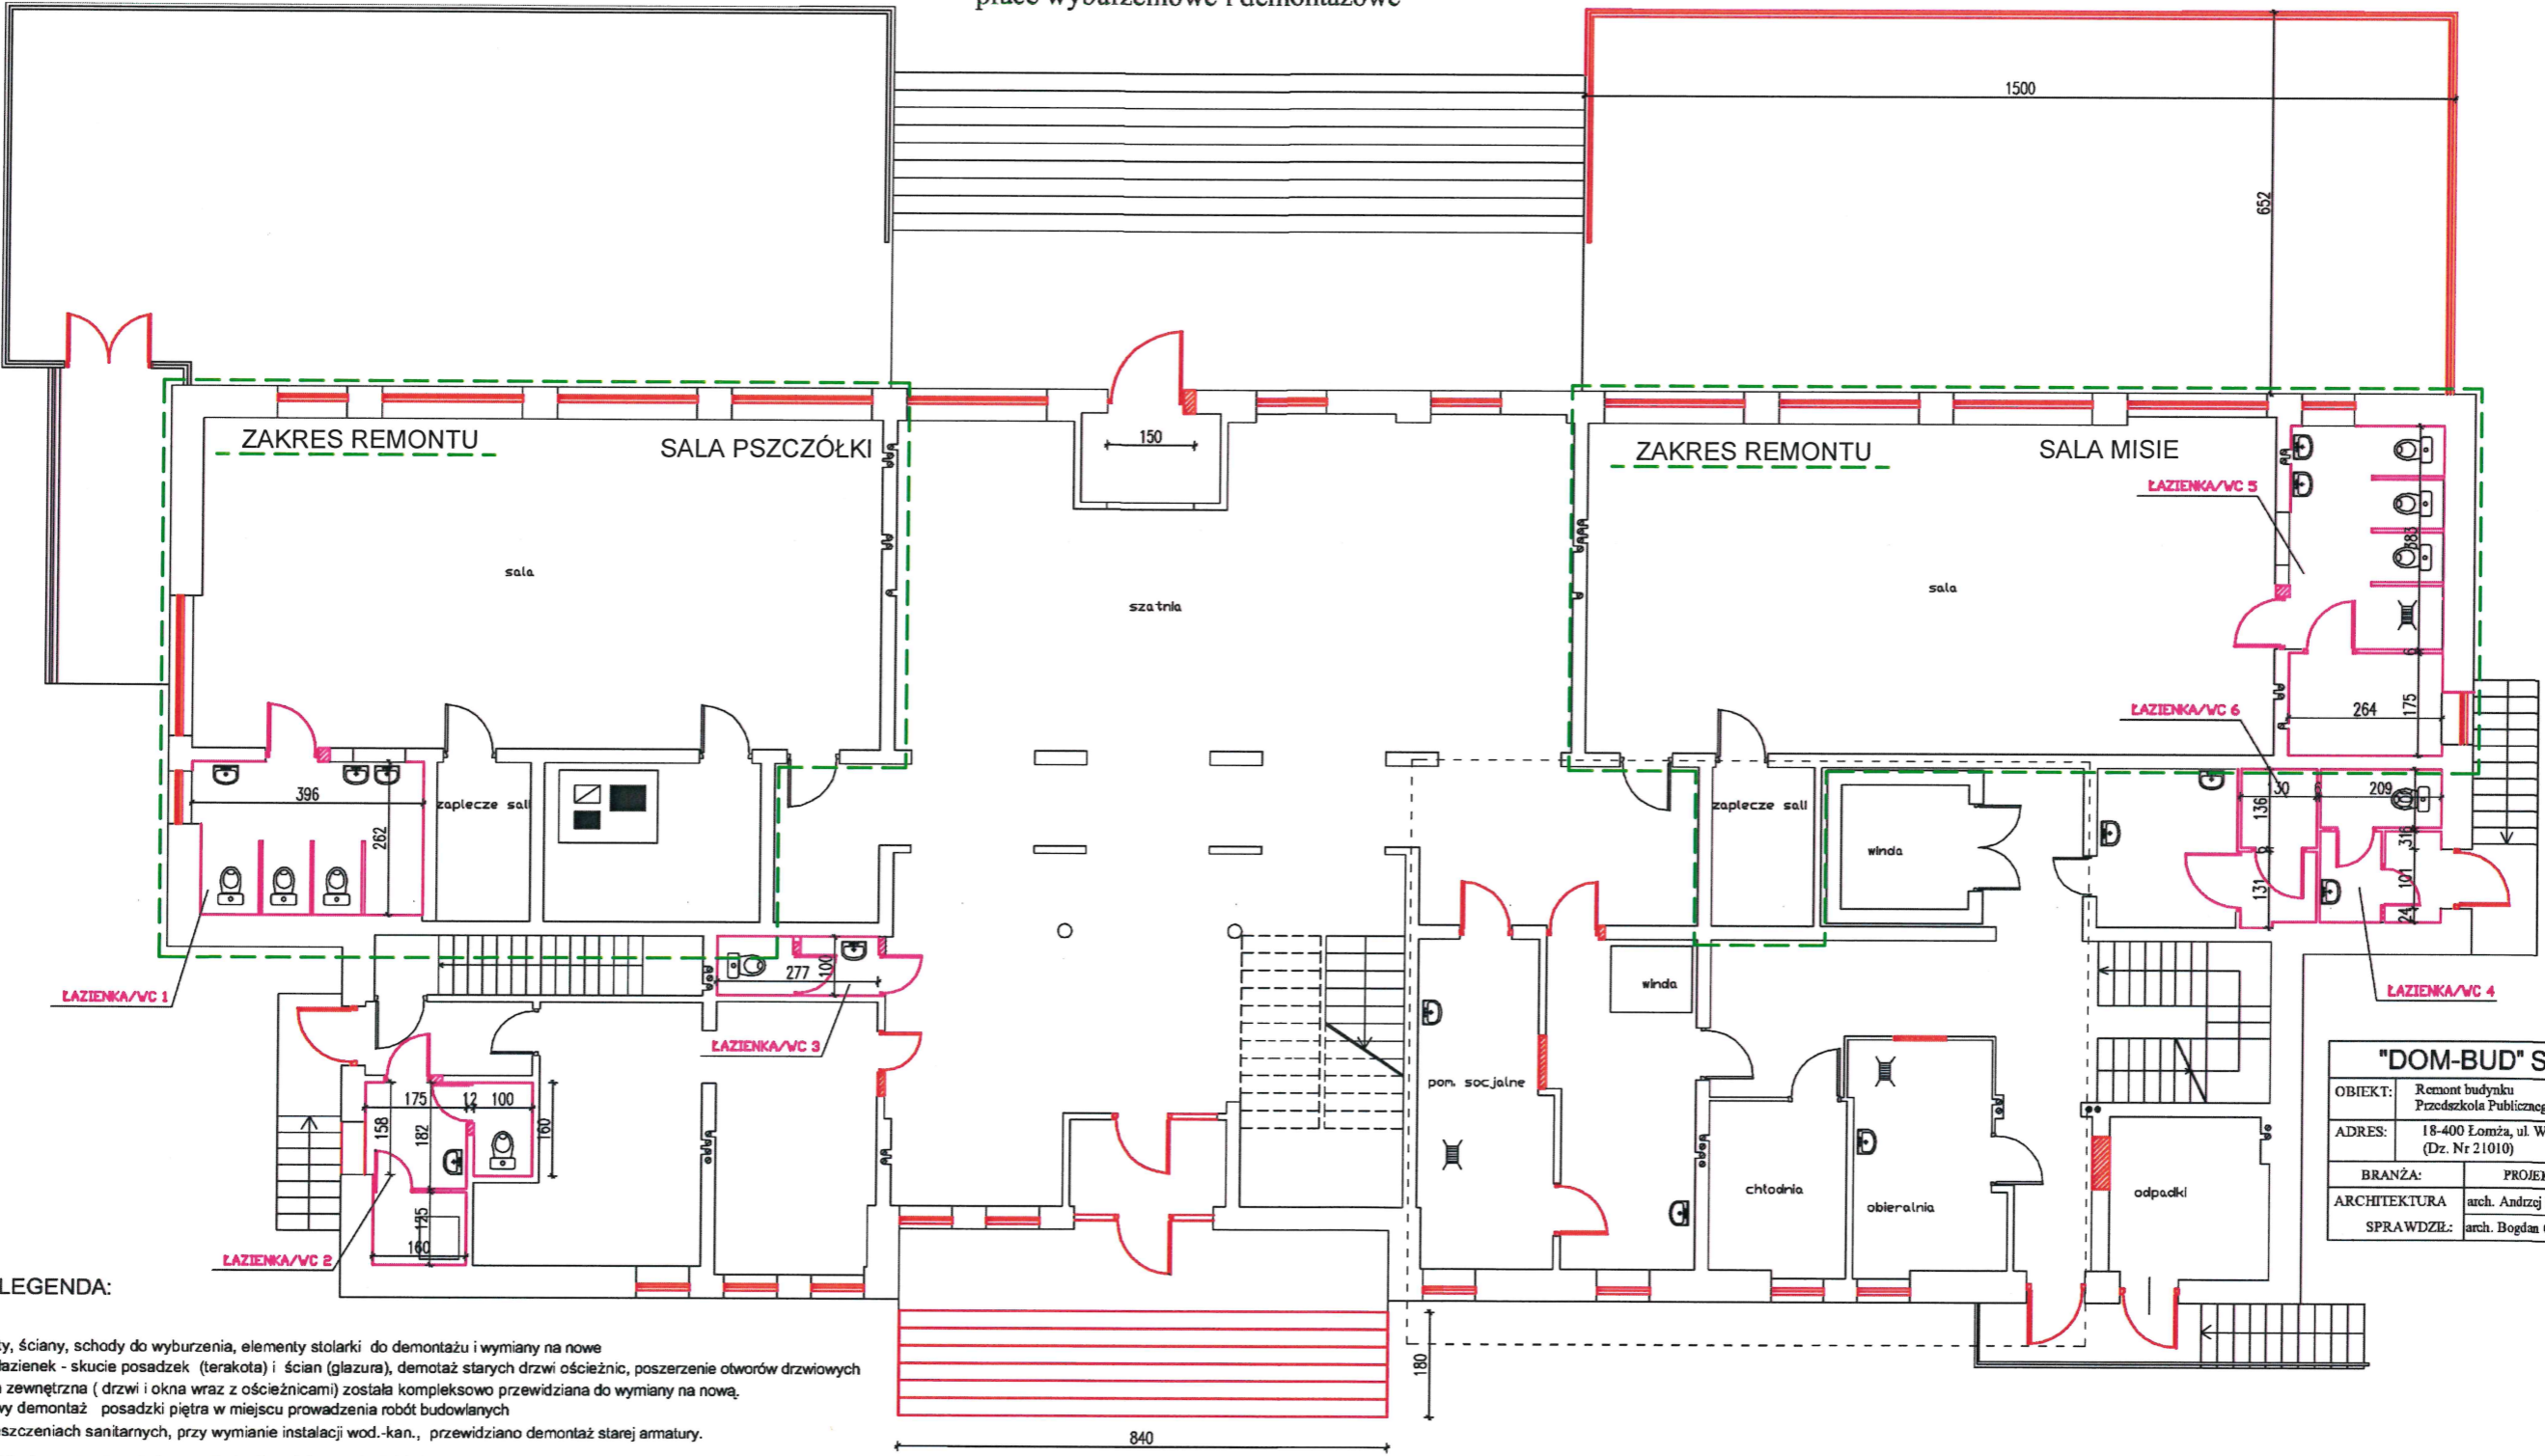 prace wyburzeniowe i demontażowe
1500
652
ZAKRES REMONTU
SALA PSZCZÓŁKI
150
ZAKRES REMONTU
SALA MISIE
ŁAZIENKA/WC 5
383
sala
szatnia
sala
6
175
264
ŁAZIENKA/WC 6
396
262
zaplecze sali
zaplecze sali
winda
130
136
209
316
6
131
101
24
277
100
ŁAZIENKA/WC 1
ŁAZIENKA/WC 3
winda
ŁAZIENKA/WC 4
pom. socjalne
175
12
100
158
182
160
chłodnia
obieralnia
odpadki
125
160
ŁAZIENKA/WC 2
"DOM-BUD" S
OBIEKT:
Remont budynku
Przedszkola Publiczneg
ADRES:
18-400 Łomża, ul. W
(Dz. Nr 21010)
BRANŻA:
PROJEK
ARCHITEKTURA
arch. Andrzej
SPRAWDZIŁ:
arch. Bogdan
LEGENDA:
y, ściany, schody do wyburzenia, elementy stolarki do demontażu i wymiany na nowe
łazienek - skucie posadzek (terakota) i ścian (glazura), demotaż starych drzwi ościeżnic, poszerzenie otworów drzwiowych
zewnętrzna ( drzwi i okna wraz z ościeżnicami) została kompleksowo przewidziana do wymiany na nową.
wy demontaż posadzki piętra w miejscu prowadzenia robót budowlanych
szczeniach sanitarnych, przy wymianie instalacji wod.-kan., przewidziano demontaż starej armatury.
180
840